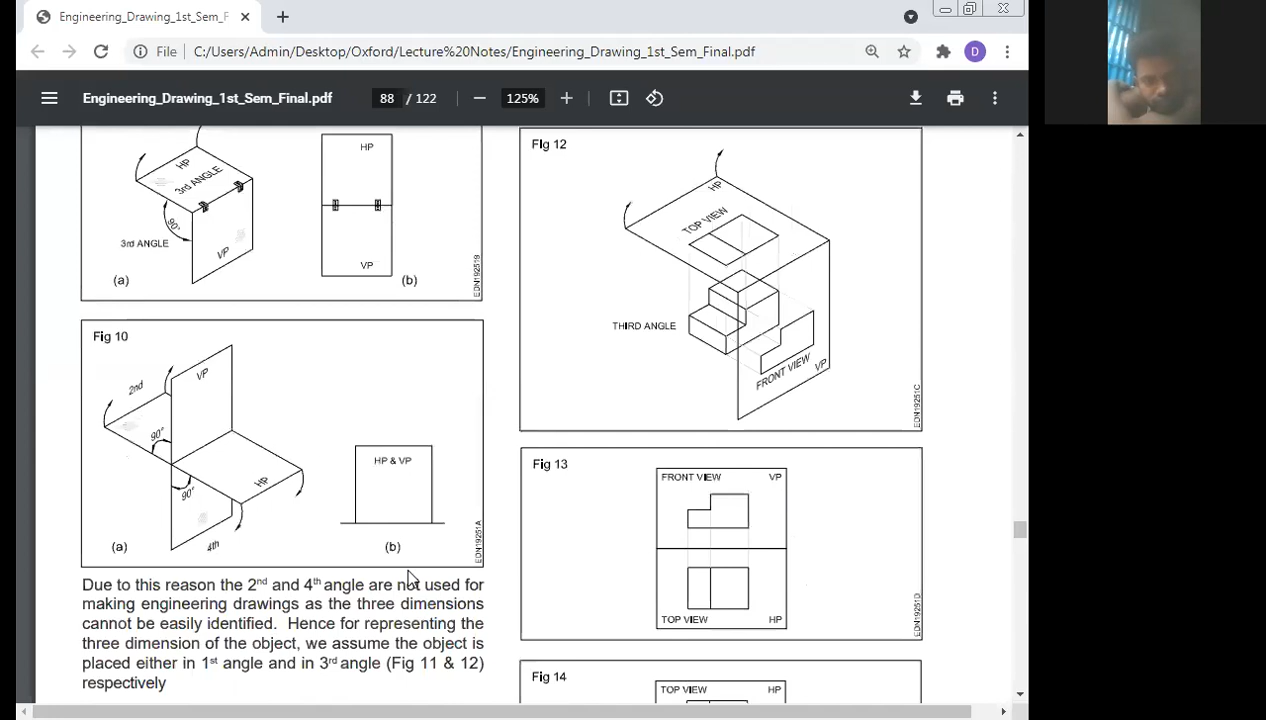 Engineering_Drawing_1st_Sem_F
File
C:/Users/Admin/Desktop/Oxford/Lecture%20Notes/Engineering_Drawing_1st_Sem_Final.pdf
D
Engineering_Drawing_1st_Sem_Final.pdf
88 / 122
125%
HP
3rd ANGLE
90°
3rd ANGLE
VP
(a)
HP
VP
(b)
EDN192519
Fig 10
2nd
VP
90°
90°
HP
4th
(a)
HP & VP
(b)
EDN19251A
Due to this reason the 2nd and 4th angle are not used for
making engineering drawings as the three dimensions
cannot be easily identified. Hence for representing the
three dimension of the object, we assume the object is
placed either in 1st angle and in 3rd angle (Fig 11 & 12)
respectively
Fig 12
HP
TOP VIEW
THIRD ANGLE
FRONT VIEW
VP
EDN19251C
Fig 13
FRONT VIEW VP
TOP VIEW HP
EDN19251D
Fig 14
TOP VIEW HP